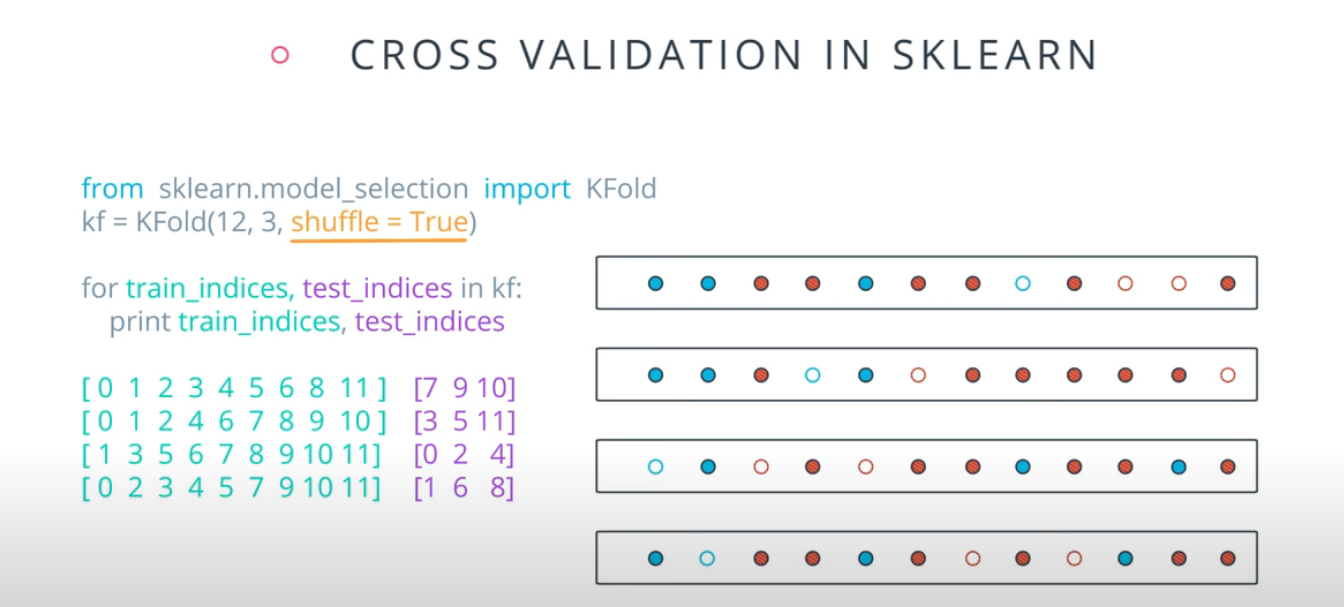 CROSS VALIDATION IN SKLEARN
from sklearn.model_selection import KFold
kf = KFold(12, 3, shuffle = True)
for train_indices, test_indices in kf:
print train_indices, test_indices
[ 0 1 2 3 4 5 6 8 11 ] [7 9 10]
[ 0 1 2 4 6 7 8 9 10 ] [3 5 11]
[ 1 3 5 6 7 8 9 10 11] [0 2 4]
[ 0 2 3 4 5 7 9 10 11] [1 6 8]